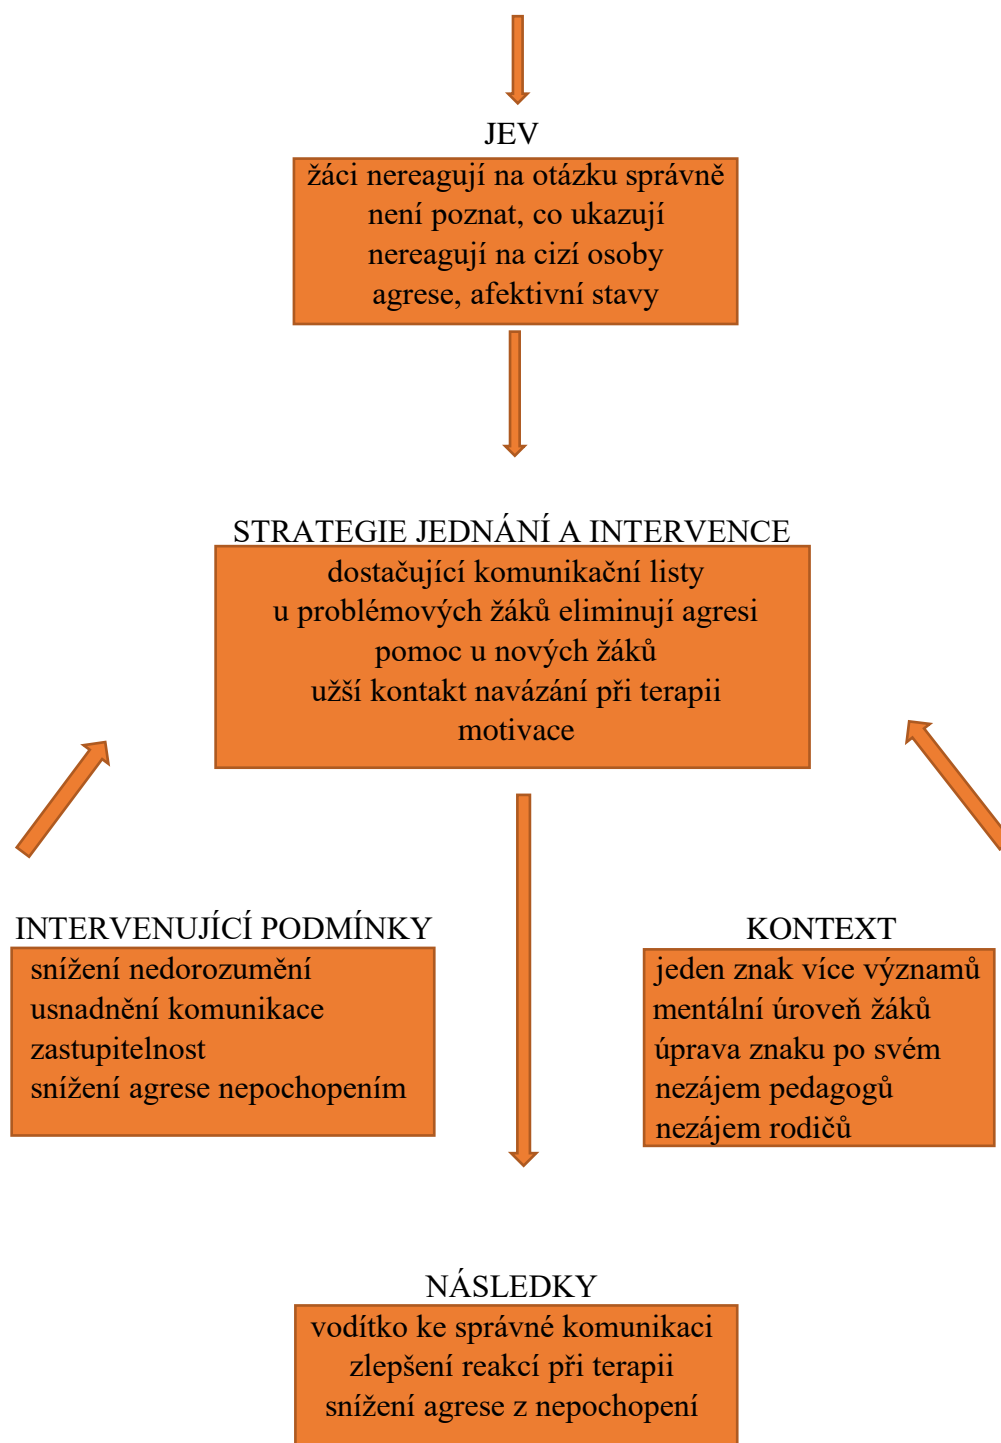 JEV
žáci nereagují na otázku správně
není poznat, co ukazují
nereagují na cizí osoby
agrese, afektivní stavy
STRATEGIE JEDNÁNÍ A INTERVENCE
dostačující komunikační listy
u problémových žáků eliminují agresi
pomoc u nových žáků
užší kontakt navázání při terapii
motivace
INTERVENUJÍCÍ PODMÍNKY
snížení nedorozumění
usnadnění komunikace
zastupitelnost
snížení agrese nepochopením
KONTEXT
jeden znak více významů
mentální úroveň žáků
úprava znaku po svém
nezájem pedagogů
nezájem rodičů
NÁSLEDKY
vodítko ke správné komunikaci
zlepšení reakcí při terapii
snížení agrese z nepochopení